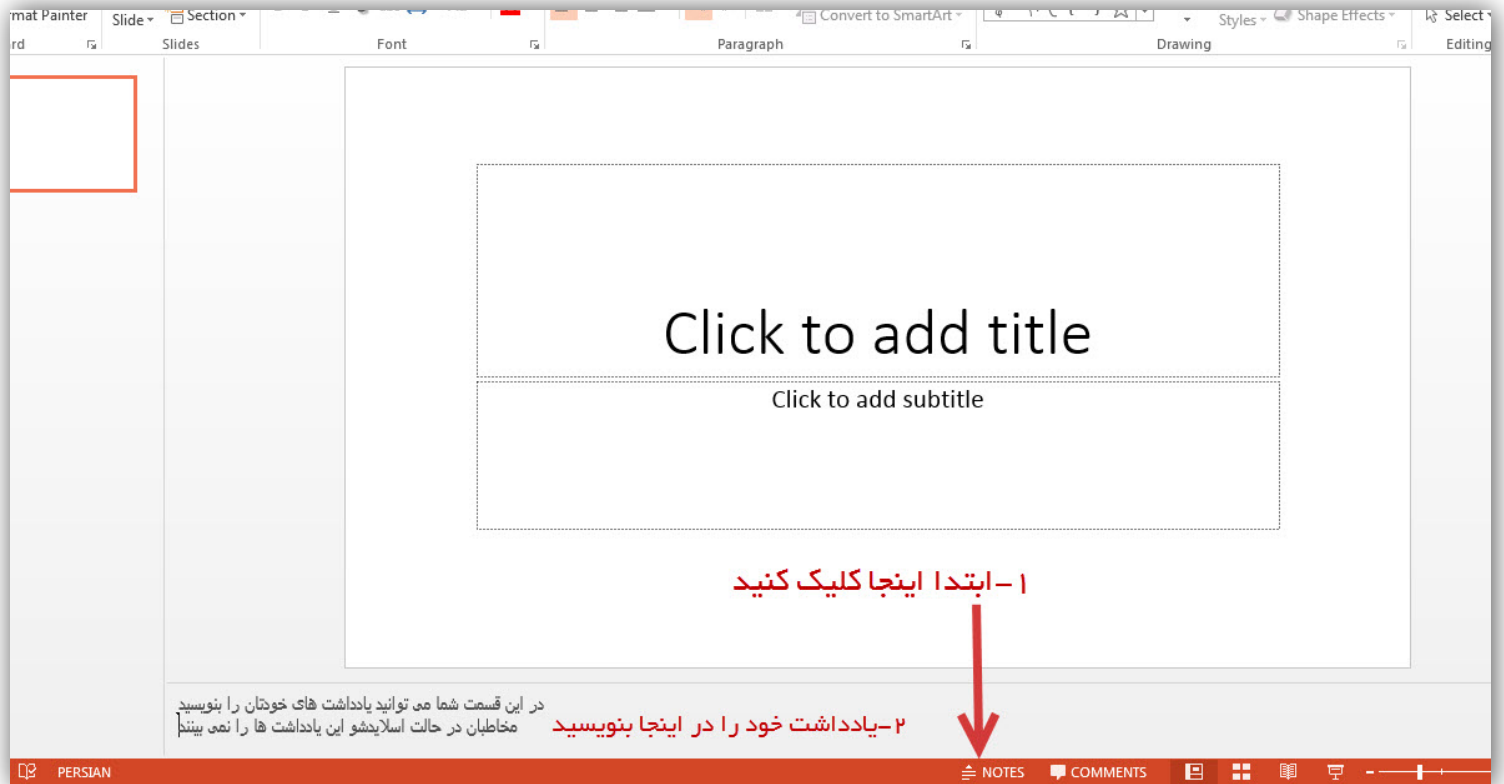 Painter
Slide
Section
Convert to SmartArt
Styles
Shape Effects
Select
Slides
Font
Paragraph
Drawing
Editing
Click to add title
Click to add subtitle
۱-ابتدا اینجا کلیک کنید
در این قسمت شما می توانید یادداشت های خودتان را بنویسید
مخاطبان در حالت اسلایدشو این یادداشت ها را نمی بینند
۲-یادداشت خود را در اینجا بنویسید
PERSIAN
NOTES
COMMENTS